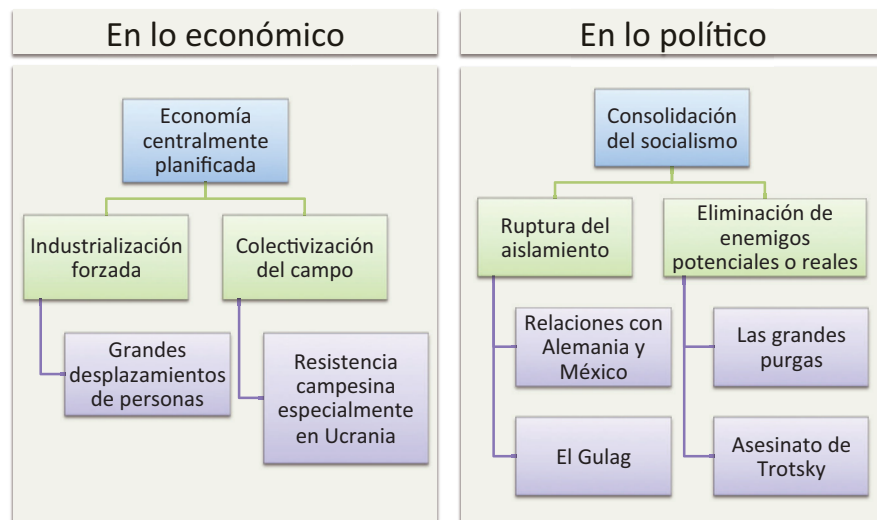 En lo económico
Economía
centralmente
planificada
Industrialización
forzada
Colectivización
del campo
Grandes
desplazamientos
de personas
Resistencia
campesina
especialmente
en Ucrania
En lo político
Consolidación
del socialismo
Ruptura del
aislamiento
Eliminación de
enemigos
potenciales o reales
Relaciones con
Alemania y
México
Las grandes
purgas
El Gulag
Asesinato de
Trotsky